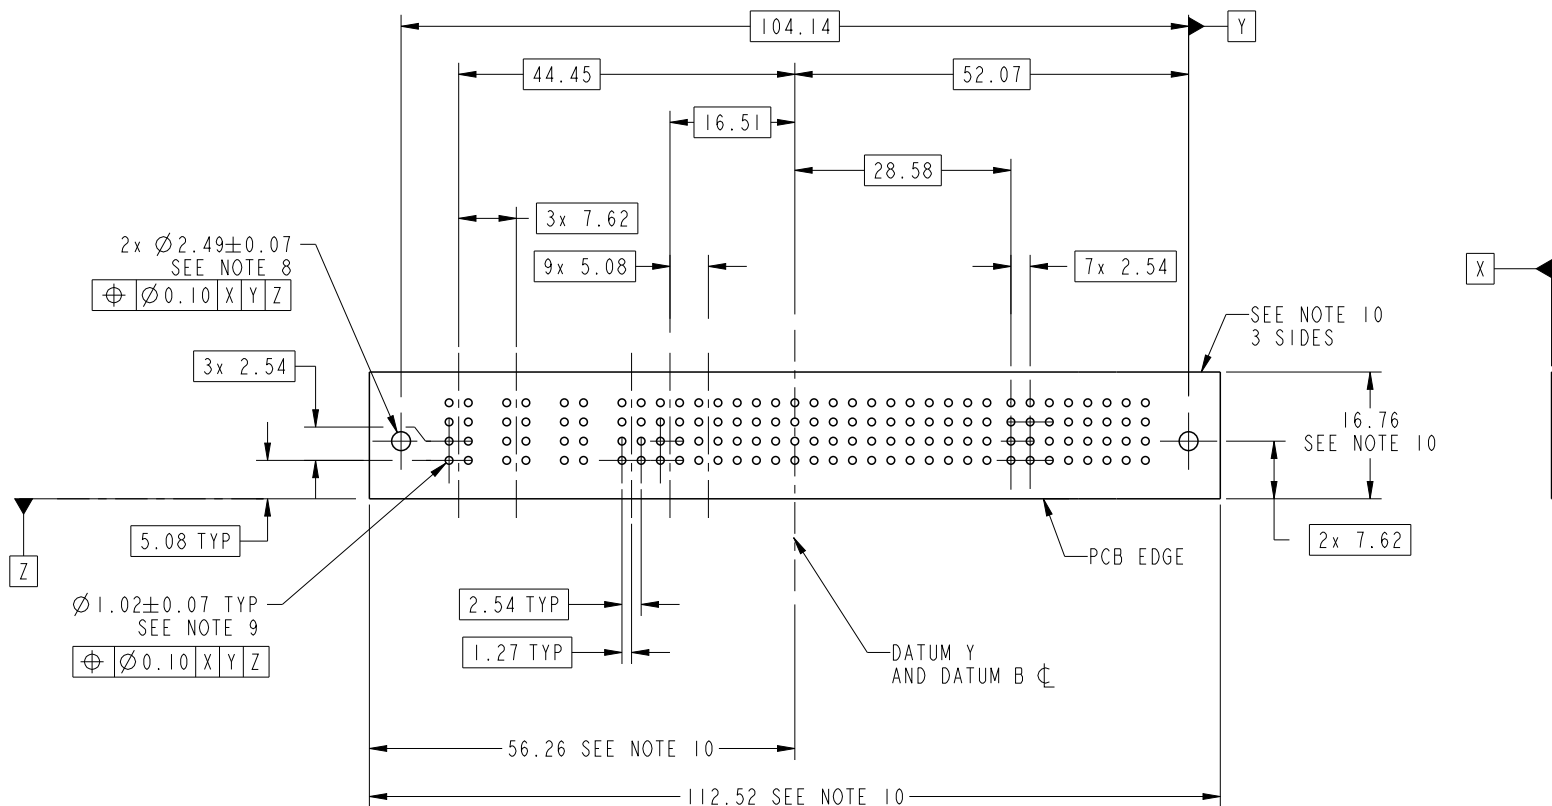 104.14
Y
44.45
52.07
16.51
28.58
3x 7.62
2x Ø2.49±0.07
SEE NOTE 8
⌖ Ø0.10 X Y Z
9x 5.08
7x 2.54
X
SEE NOTE 10
3 SIDES
3x 2.54
16.76
SEE NOTE 10
5.08 TYP
2x 7.62
PCB EDGE
Z
Ø1.02±0.07 TYP
SEE NOTE 9
⌖ Ø0.10 X Y Z
2.54 TYP
1.27 TYP
DATUM Y
AND DATUM B ℄
56.26 SEE NOTE 10
112.52 SEE NOTE 10